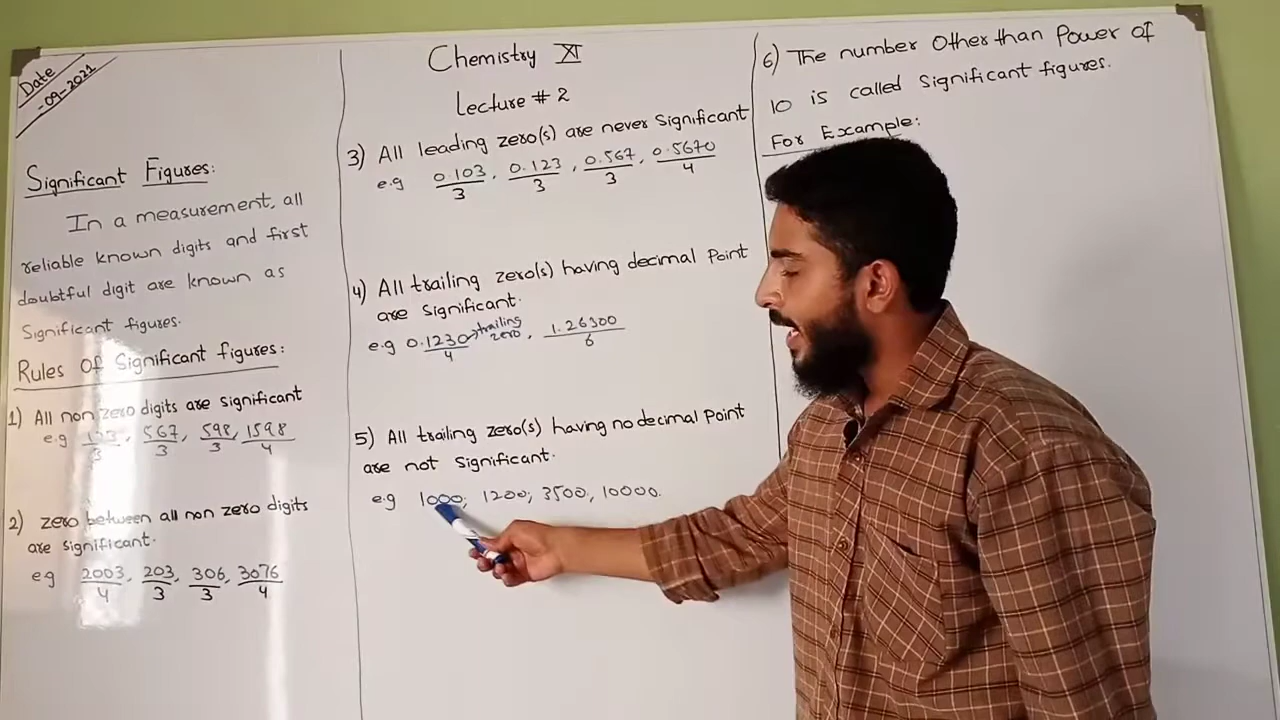 Date
-09-2021
Significant Figures:
In a measurement, all
reliable known digits and first
doubtful digit are known as
Significant figures.
Rules Of Significant figures:
1) All non zero digits are significant
e.g 123, 567, 598, 1598
3 3 3 4
2) zero between all non zero digits
are significant.
eg 2003, 203, 306, 3076
4 3 3 4
Chemistry XI
Lecture # 2
3) All leading zero(s) are never significant
e.g 0.103, 0.123, 0.567, 0.5670
3 3 3 4
4) All trailing zero(s) having decimal Point
are significant.
e.g 0.1230 → trailing zero, 1.26300
4 6
5) All trailing zero(s) having no decimal point
are not significant.
e.g 1000, 1200, 3500, 10000.
6) The number Other than Power of
10 is called significant figures.
For Example: